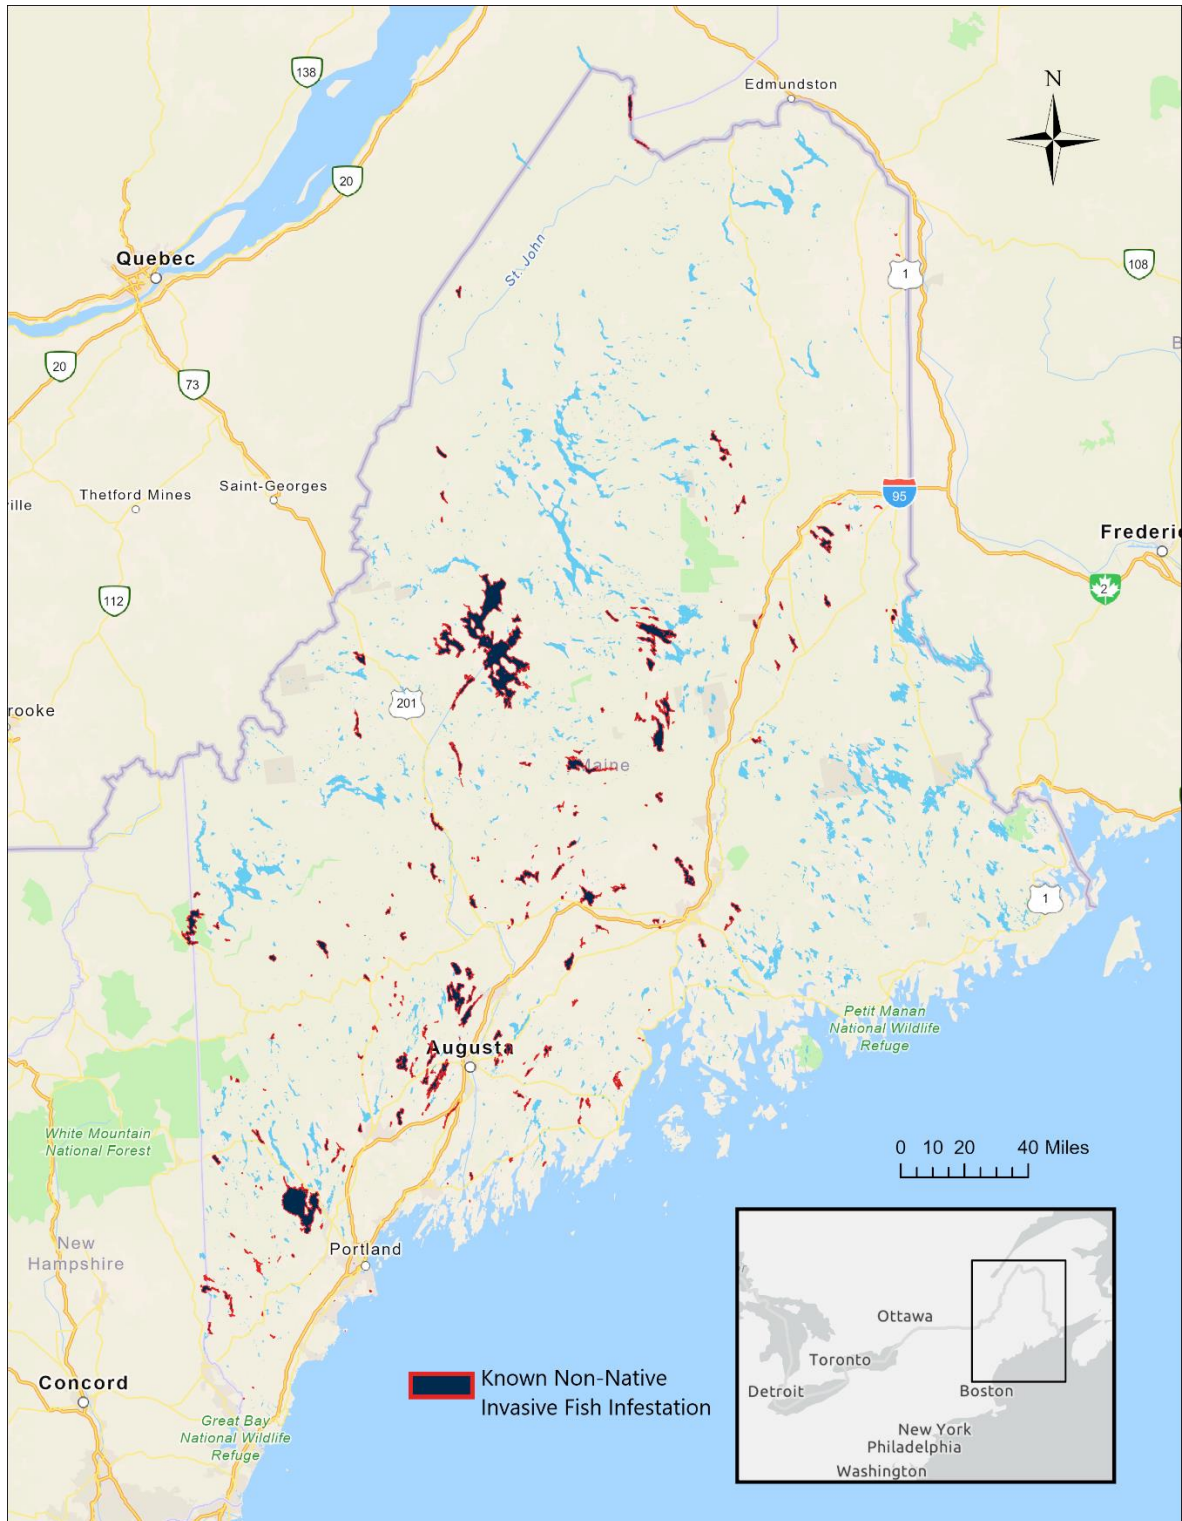 138
Edmundston
N
20
Quebec
St. John
1
108
20
73
B
Thetford Mines
Saint-Georges
ville
95
Frederic
112
2
201
rooke
Maine
1
Petit Manan
National Wildlife
Refuge
Augusta
White Mountain
National Forest
0 10 20 40 Miles
New
Hampshire
Portland
Ottawa
Toronto
Detroit
Boston
New York
Philadelphia
Washington
Known Non-Native
Invasive Fish Infestation
Concord
Great Bay
National Wildlife
Refuge